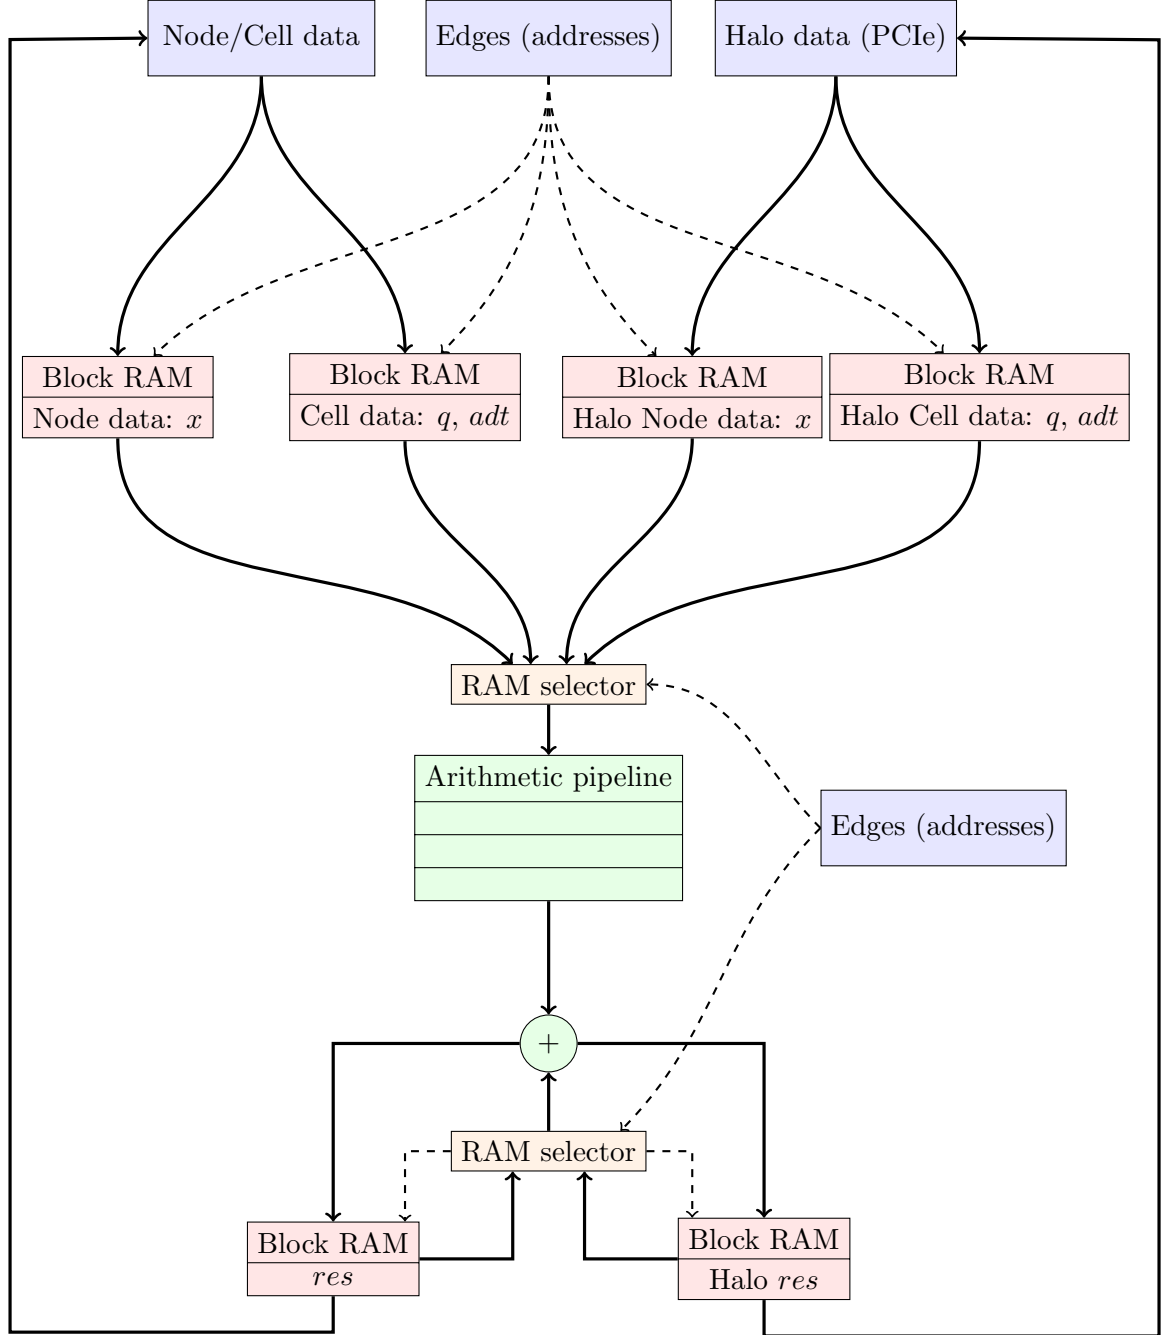 Node/Cell data
Edges (addresses)
Halo data (PCIe)
Block RAM
Node data: x
Block RAM
Cell data: q, adt
Block RAM
Halo Node data: x
Block RAM
Halo Cell data: q, adt
RAM selector
Arithmetic pipeline
Edges (addresses)
+
RAM selector
Block RAM
res
Block RAM
Halo res